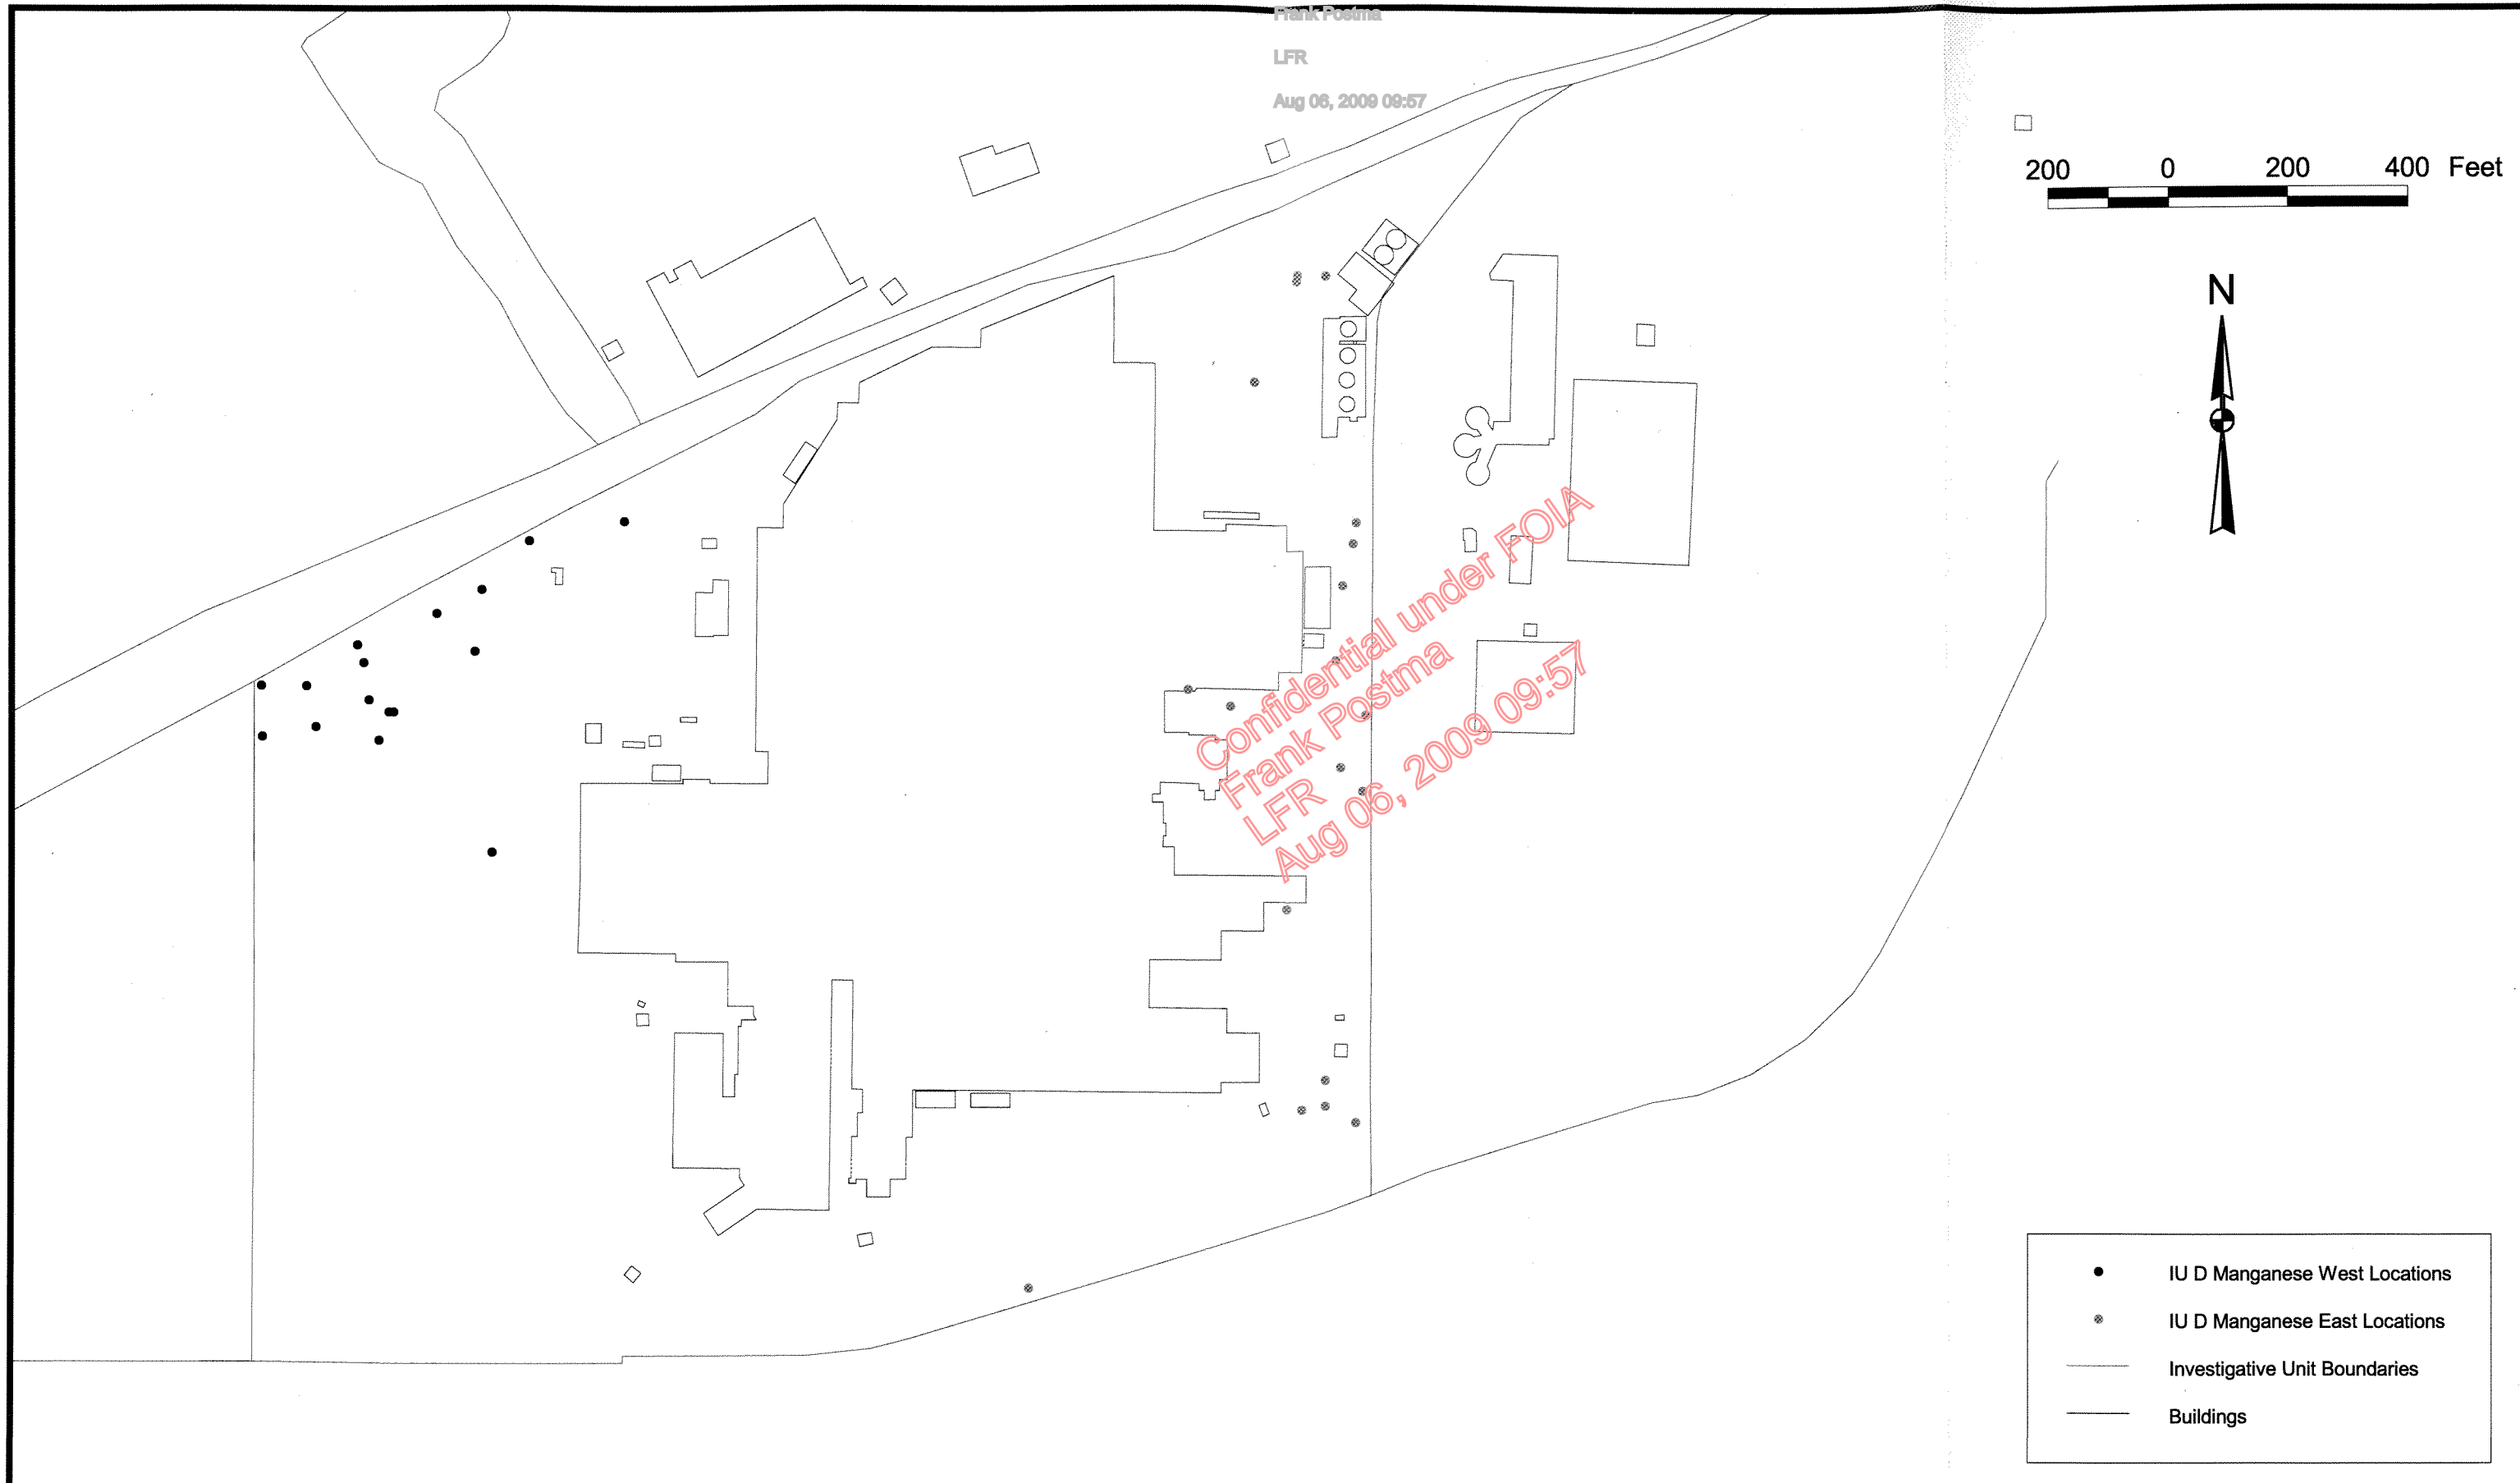 Frank Postma
LFR
Aug 06, 2009 09:57
200 0 200 400 Feet
N
Confidential under FOIA
Frank Postma
LFR
Aug 06, 2009 09:57
IU D Manganese West Locations
IU D Manganese East Locations
Investigative Unit Boundaries
Buildings